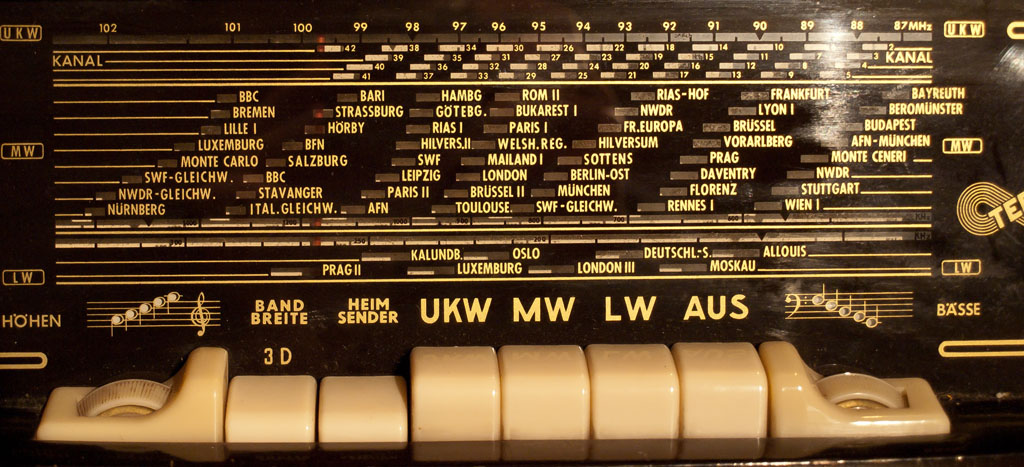 UKW 102 101 100 99 98 97 96 95 94 93 92 91 90 89 88 87 MHz UKW
42 38 34 30 26 22 18 14 10 6 2
KANAL 39 35 31 27 23 19 15 11 7 3 KANAL
40 36 32 28 24 20 16 12 8 4
41 37 33 29 25 21 17 13 9 5
BBC BARI HAMBG ROM II RIAS-HOF FRANKFURT BAYREUTH
BREMEN STRASSBURG GÖTEBG. BUKAREST I NWDR LYON I BEROMÜNSTER
LILLE I HÖRBY RIAS I PARIS I FR.EUROPA BRÜSSEL BUDAPEST
MW LUXEMBURG BFN HILVERS.II WELSH.REG. HILVERSUM VORARLBERG AFN-MÜNCHEN MW
MONTE CARLO SALZBURG SWF MAILAND I SOTTENS PRAG MONTE CENERI
SWF-GLEICHW. BBC LEIPZIG LONDON BERLIN-OST DAVENTRY NWDR
NWDR-GLEICHW. STAVANGER PARIS II BRÜSSEL II MÜNCHEN FLORENZ STUTTGART
NÜRNBERG ITAL.GLEICHW. AFN TOULOUSE SWF-GLEICHW. RENNES I WIEN I
TE
KALUNDB. OSLO DEUTSCHL.-S. ALLOUIS
LW PRAG II LUXEMBURG LONDON III MOSKAU LW
HÖHEN BAND BREITE HEIM SENDER UKW MW LW AUS BÄSSE
3D